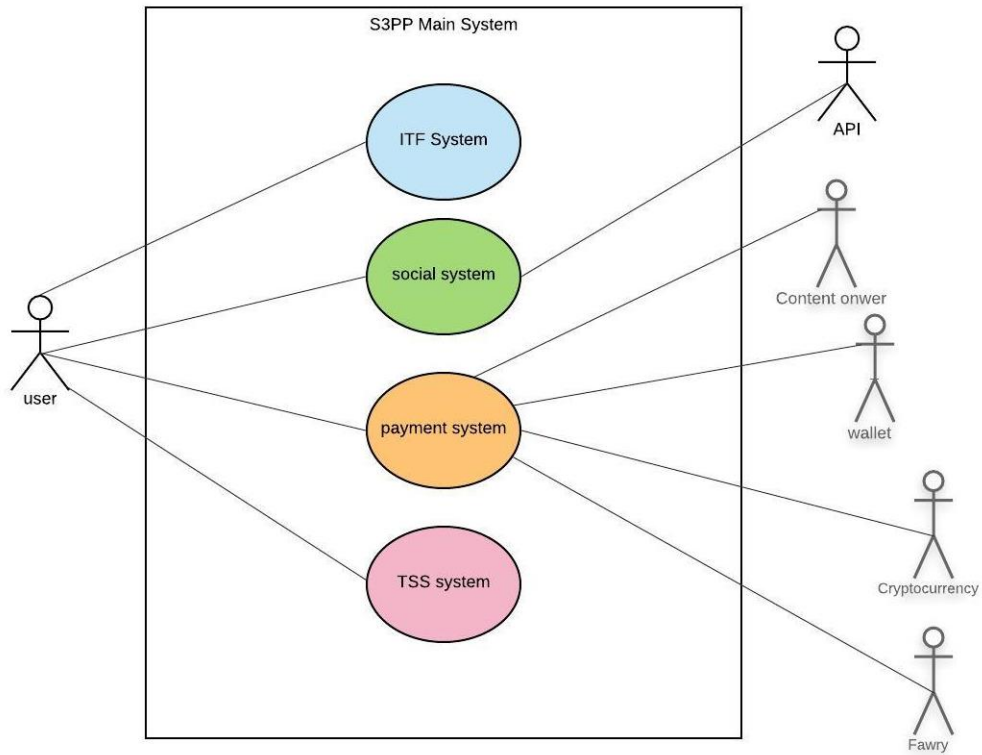 S3PP Main System
API
ITF System
Content onwer
social system
user
wallet
payment system
Cryptocurrency
TSS system
Fawry